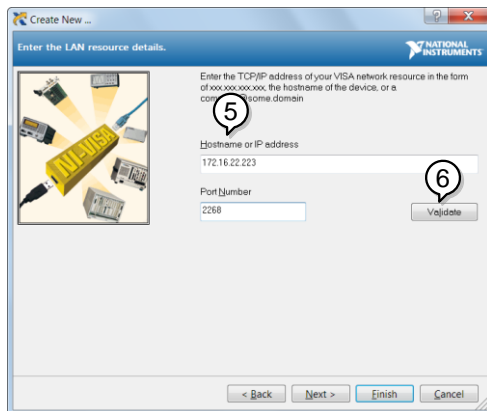 Create New ...
Enter the LAN resource details.
NATIONAL
INSTRUMENTS
Enter the TCP/IP address of your VISA network resource in the form
of xxx.xxx.xxx.xxx, the hostname of the device, or a
some.domain
5
Hostname or IP address
172.16.22.223
6
Port Number
2268
Validate
NI-VISA
< Back
Next >
Finish
Cancel